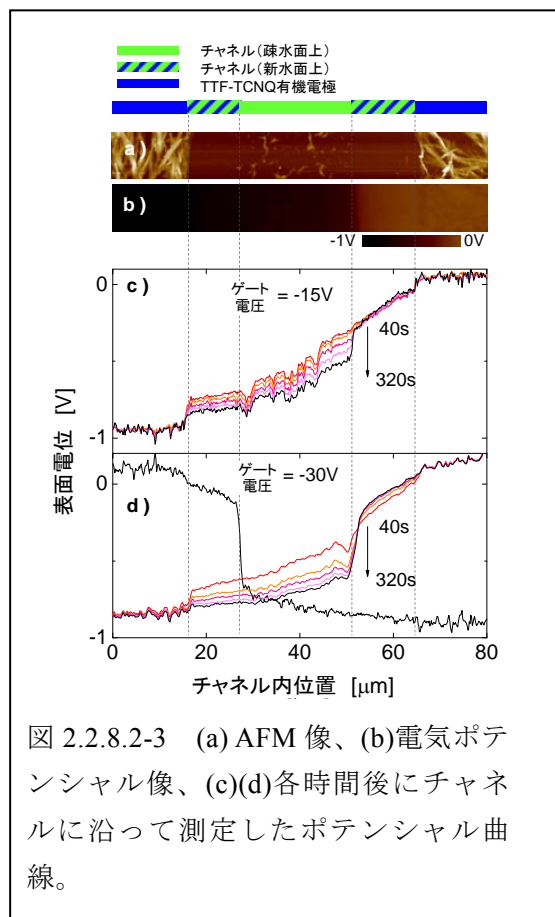 チャネル(疎水面上)
チャネル(新水面上)
TTF-TCNQ有機電極
a)
b)
-1V 0V
c)
ゲート電圧 = -15V
0
40s
320s
-1
表面電位 [V]
ゲート電圧 = -30V
0
d)
40s
320s
-1
0 20 40 60 80
チャネル内位置 [μm]
図 2.2.8.2-3 (a) AFM 像、(b)電気ポテ
ンシャル像、(c)(d)各時間後にチャネ
ルに沿って測定したポテンシャル曲
線。